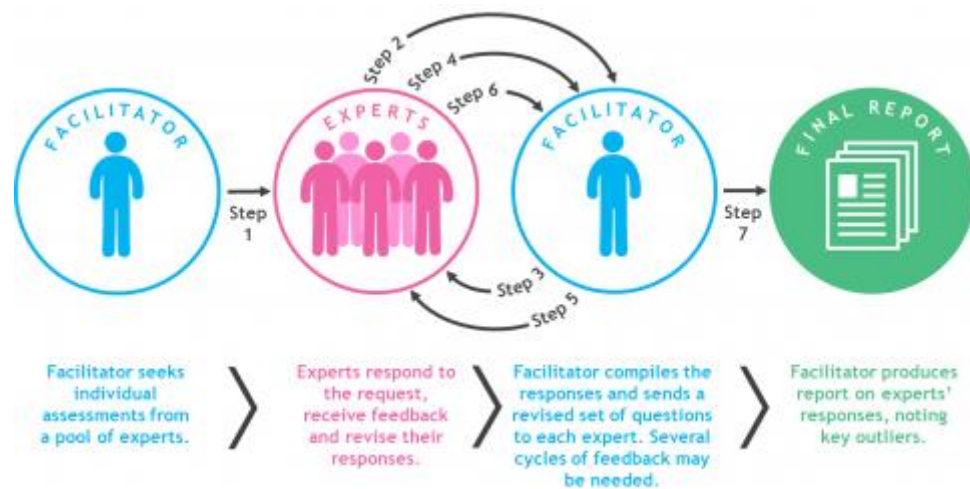 Step 2
Step 4
Step 6
FACILITATOR
EXPERTS
FACILITATOR
FINAL REPORT
Step
1
Step
7
Step 3
Step 5
Facilitator seeks
individual
assessments from
a pool of experts.
Experts respond to
the request,
receive feedback
and revise their
responses.
Facilitator compiles the
responses and sends a
revised set of questions
to each expert. Several
cycles of feedback may
be needed.
Facilitator produces
report on experts'
responses, noting
key outliers.